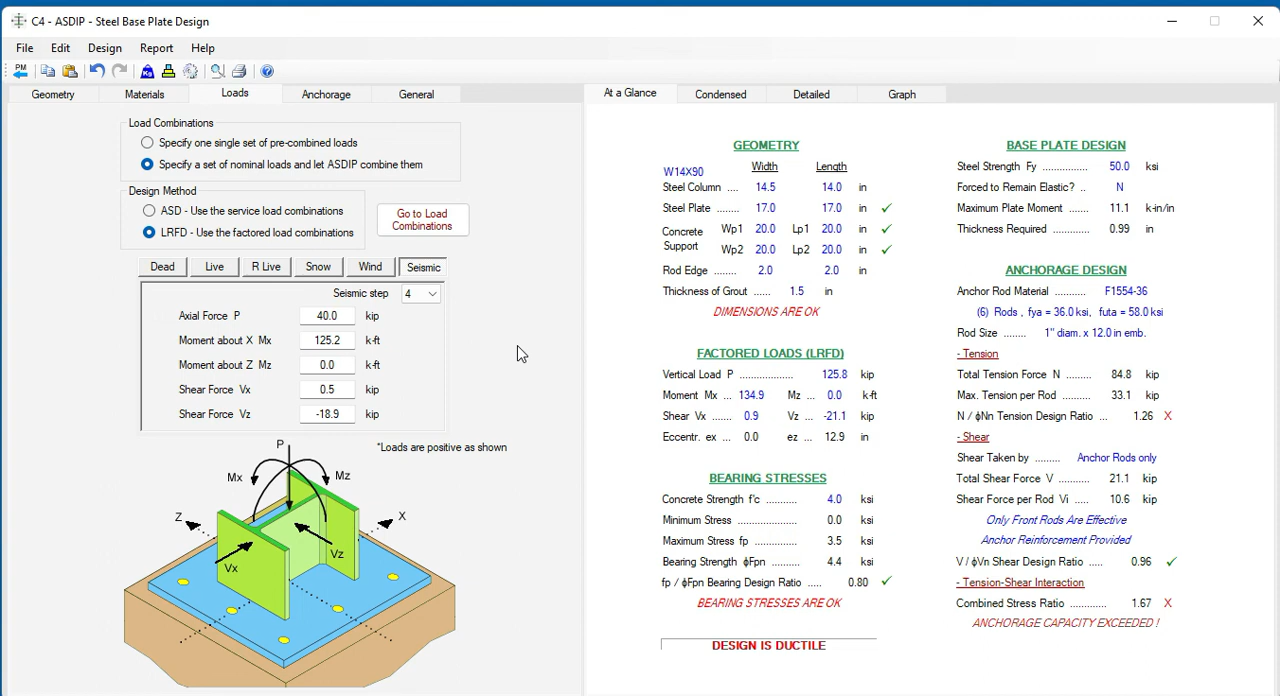 C4 - ASDIP - Steel Base Plate Design
File Edit Design Report Help
PM Kg
Geometry Materials Loads Anchorage General
Load Combinations
Specify one single set of pre-combined loads
Specify a set of nominal loads and let ASDIP combine them
Design Method
ASD - Use the service load combinations
LRFD - Use the factored load combinations
Go to Load
Combinations
Dead Live R Live Snow Wind Seismic
Seismic step 4
Axial Force P 40.0 kip
Moment about X Mx 125.2 k-ft
Moment about Z Mz 0.0 k-ft
Shear Force Vx 0.5 kip
Shear Force Vz -18.9 kip
*Loads are positive as shown
P
Mx Mz
Z X
Vx Vz
At a Glance Condensed Detailed Graph
GEOMETRY
W14X90 Width Length
Steel Column .... 14.5 14.0 in
Steel Plate ........ 17.0 17.0 in ✓
Concrete
Support
Wp1 20.0 Lp1 20.0 in ✓
Wp2 20.0 Lp2 20.0 in ✓
Rod Edge ........ 2.0 2.0 in
Thickness of Grout ...... 1.5 in
DIMENSIONS ARE OK
FACTORED LOADS (LRFD)
Vertical Load P .................. 125.8 kip
Moment Mx ... 134.9 Mz ... 0.0 k-ft
Shear Vx .... 0.9 Vz ... -21.1 kip
Eccentr. ex ... 0.0 ez ... 12.9 in
BEARING STRESSES
Concrete Strength f'c ........... 4.0 ksi
Minimum Stress ................... 0.0 ksi
Maximum Stress fp .............. 3.5 ksi
Bearing Strength ϕFpn .......... 4.4 ksi
fp / ϕFpn Bearing Design Ratio .... 0.80 ✓
BEARING STRESSES ARE OK
DESIGN IS DUCTILE
BASE PLATE DESIGN
Steel Strength Fy ................ 50.0 ksi
Forced to Remain Elastic? .. N
Maximum Plate Moment ....... 11.1 k-in/in
Thickness Required ............ 0.99 in
ANCHORAGE DESIGN
Anchor Rod Material ........... F1554-36
(6) Rods , fya = 36.0 ksi, futa = 58.0 ksi
Rod Size ........ 1" diam. x 12.0 in emb.
- Tension
Total Tension Force N ......... 84.8 kip
Max. Tension per Rod ......... 33.1 kip
N / ϕNn Tension Design Ratio ... 1.26 X
- Shear
Shear Taken by ......... Anchor Rods only
Total Shear Force V ........... 21.1 kip
Shear Force per Rod Vi ..... 10.6 kip
Only Front Rods Are Effective
Anchor Reinforcement Provided
V / ϕVn Shear Design Ratio ..... 0.96 ✓
- Tension-Shear Interaction
Combined Stress Ratio ............. 1.67 X
ANCHORAGE CAPACITY EXCEEDED !